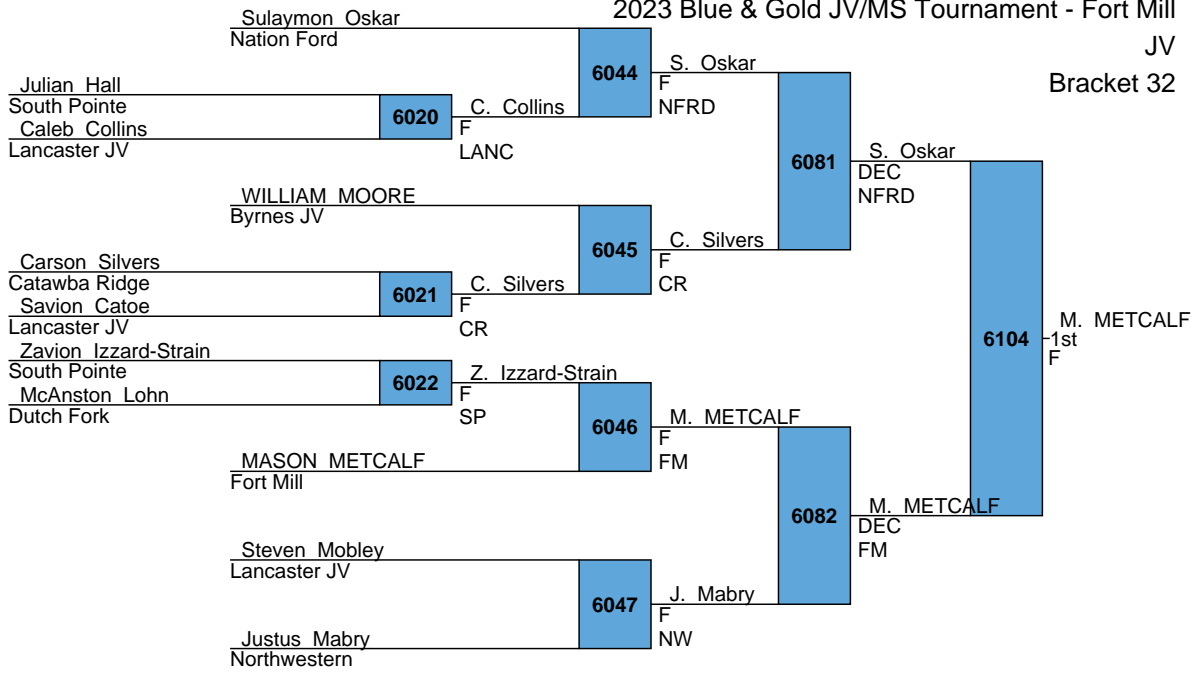 2023 Blue & Gold JV/MS Tournament - Fort Mill
JV
Bracket 32
Sulaymon Oskar
Nation Ford
6044
S. Oskar
F
NFRD
Julian Hall
South Pointe
6020
C. Collins
F
LANC
Caleb Collins
Lancaster JV
6081
S. Oskar
DEC
NFRD
WILLIAM MOORE
Byrnes JV
6045
C. Silvers
F
CR
Carson Silvers
Catawba Ridge
6021
C. Silvers
F
CR
Savion Catoe
Lancaster JV
6104
M. METCALF
1st
F
Zavion Izzard-Strain
South Pointe
6022
Z. Izzard-Strain
F
SP
McAnston Lohn
Dutch Fork
6046
M. METCALF
F
FM
MASON METCALF
Fort Mill
6082
M. METCALF
DEC
FM
Steven Mobley
Lancaster JV
6047
J. Mabry
F
NW
Justus Mabry
Northwestern